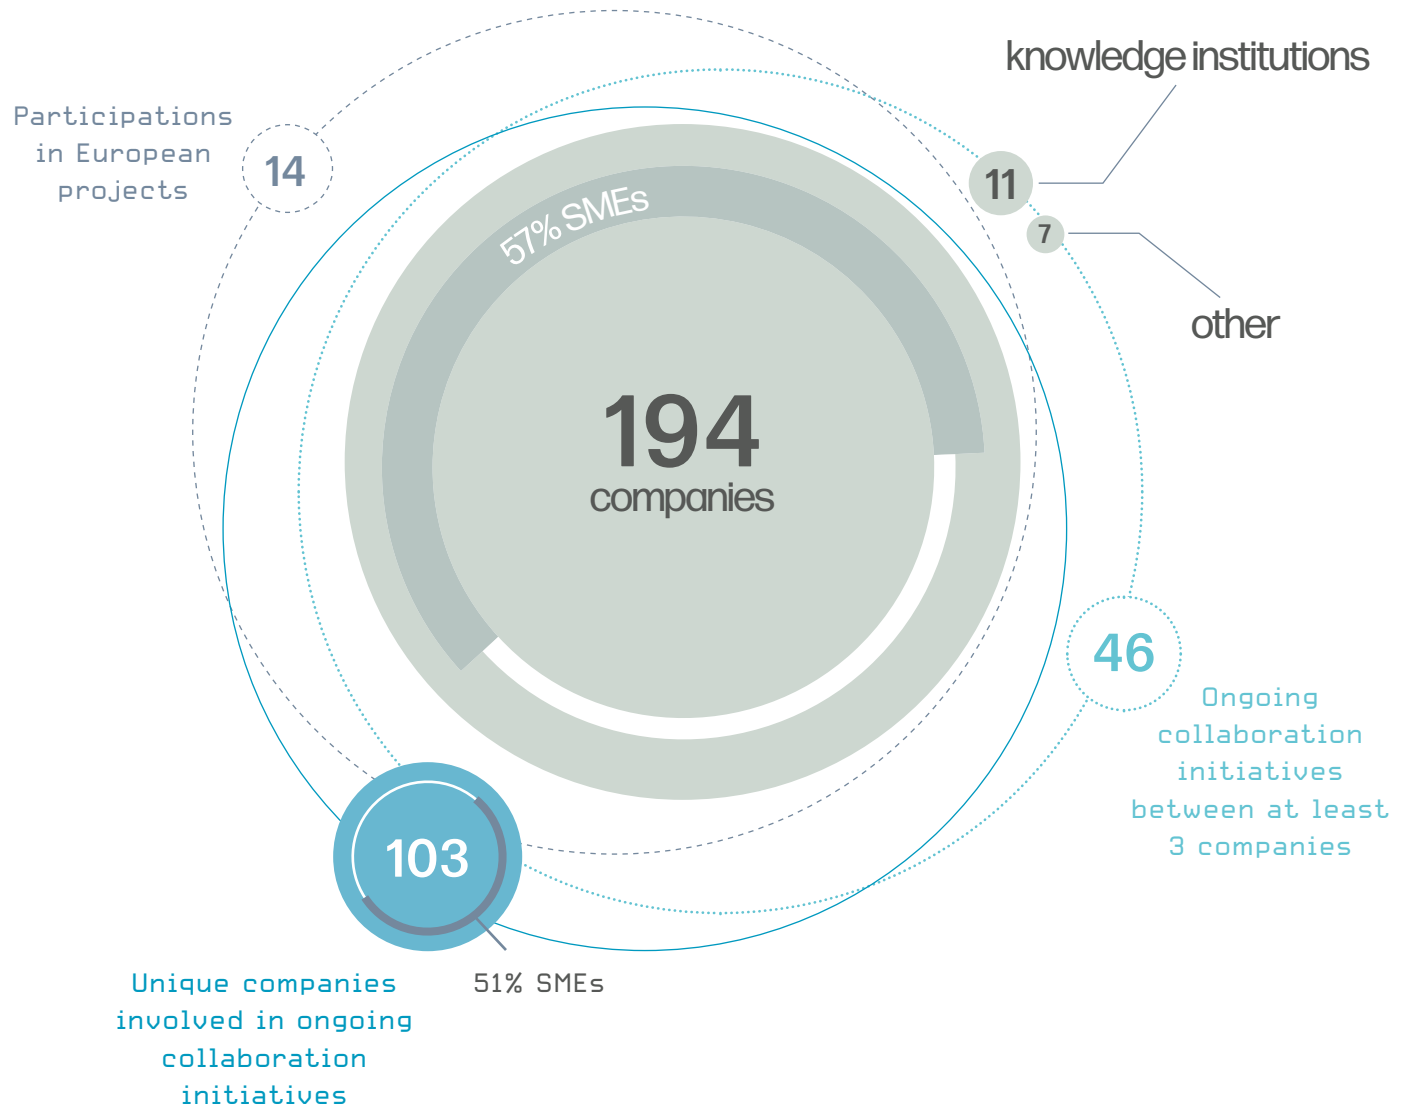 knowledge institutions
Participations
in European
projects
14
11
7
57% SMEs
other
194
companies
46
Ongoing
collaboration
initiatives
between at least
3 companies
103
51% SMEs
Unique companies
involved in ongoing
collaboration
initiatives